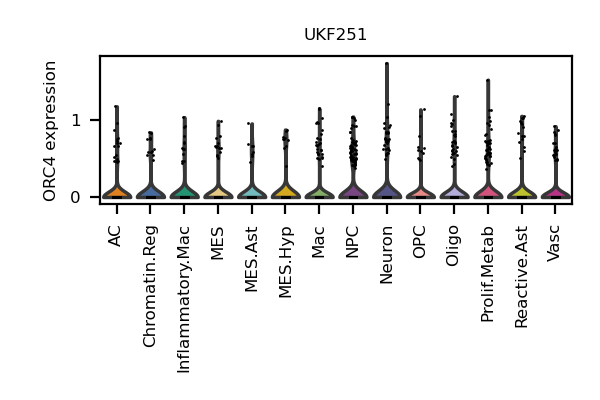 UKF251
ORC4 expression
1
0
AC
Chromatin.Reg
Inflammatory.Mac
MES
MES.Ast
MES.Hyp
Mac
NPC
Neuron
OPC
Oligo
Prolif.Metab
Reactive.Ast
Vasc